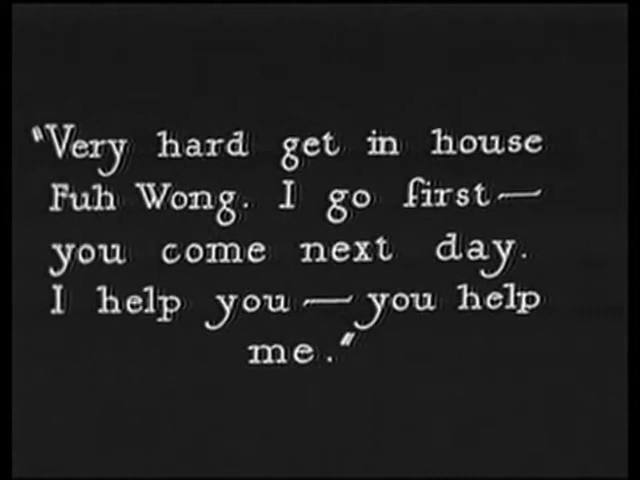 "Very hard get in house
Fuh Wong. I go first—
you come next day.
I help you—you help
me."